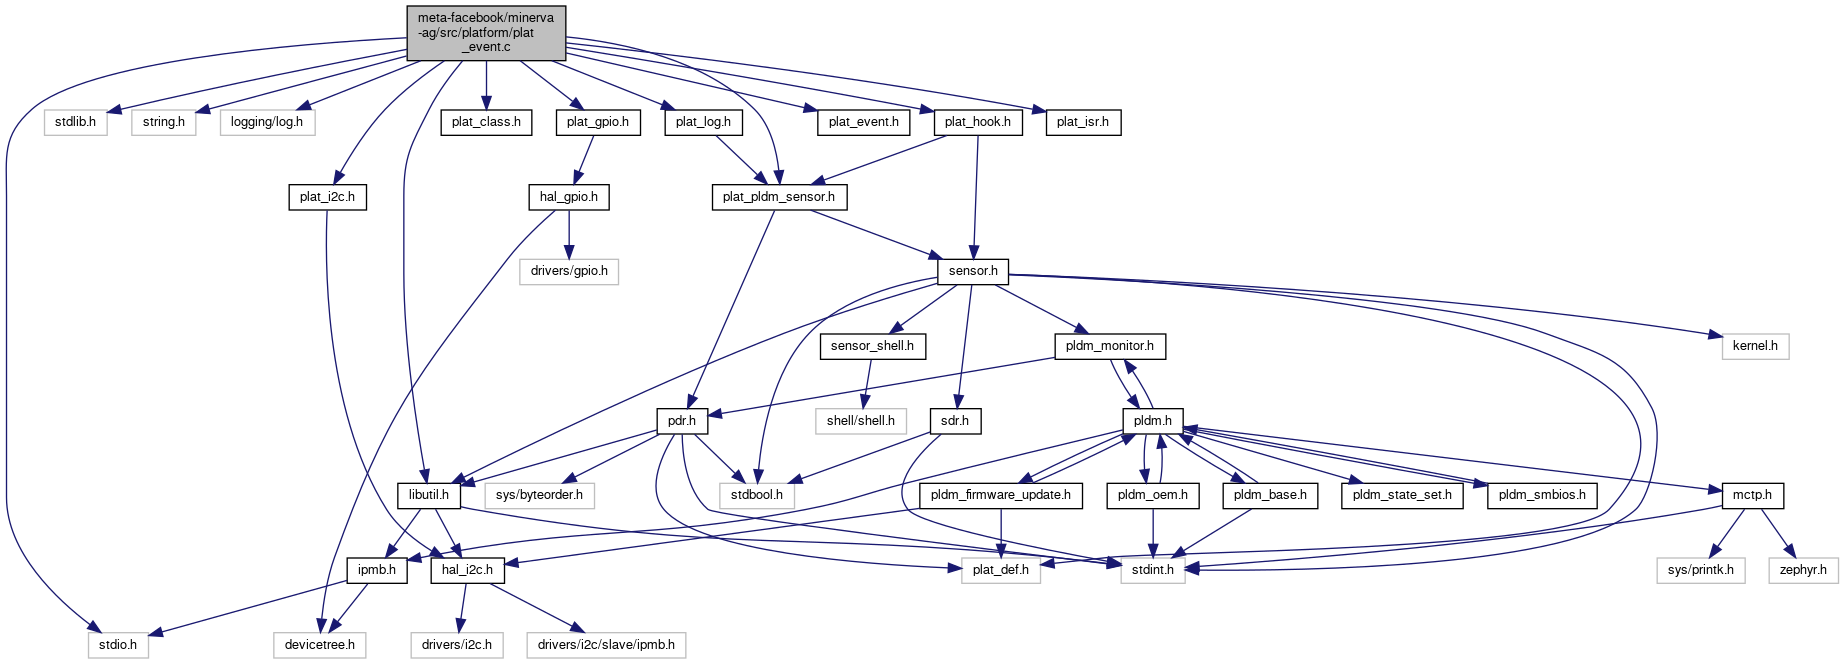 meta-facebook/minerva
-ag/src/platform/plat
_event.c
stdlib.h
string.h
logging/log.h
plat_class.h
plat_gpio.h
plat_log.h
plat_event.h
plat_hook.h
plat_isr.h
plat_i2c.h
hal_gpio.h
plat_pldm_sensor.h
drivers/gpio.h
sensor.h
sensor_shell.h
pldm_monitor.h
kernel.h
pdr.h
shell/shell.h
sdr.h
pldm.h
libutil.h
sys/byteorder.h
stdbool.h
pldm_firmware_update.h
pldm_oem.h
pldm_base.h
pldm_state_set.h
pldm_smbios.h
mctp.h
ipmb.h
hal_i2c.h
plat_def.h
stdint.h
sys/printk.h
zephyr.h
stdio.h
devicetree.h
drivers/i2c.h
drivers/i2c/slave/ipmb.h